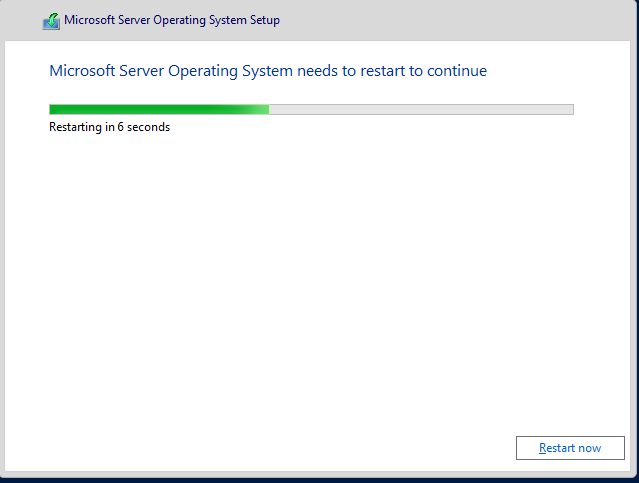 Microsoft Server Operating System Setup
Microsoft Server Operating System needs to restart to continue
Restarting in 6 seconds
Restart now